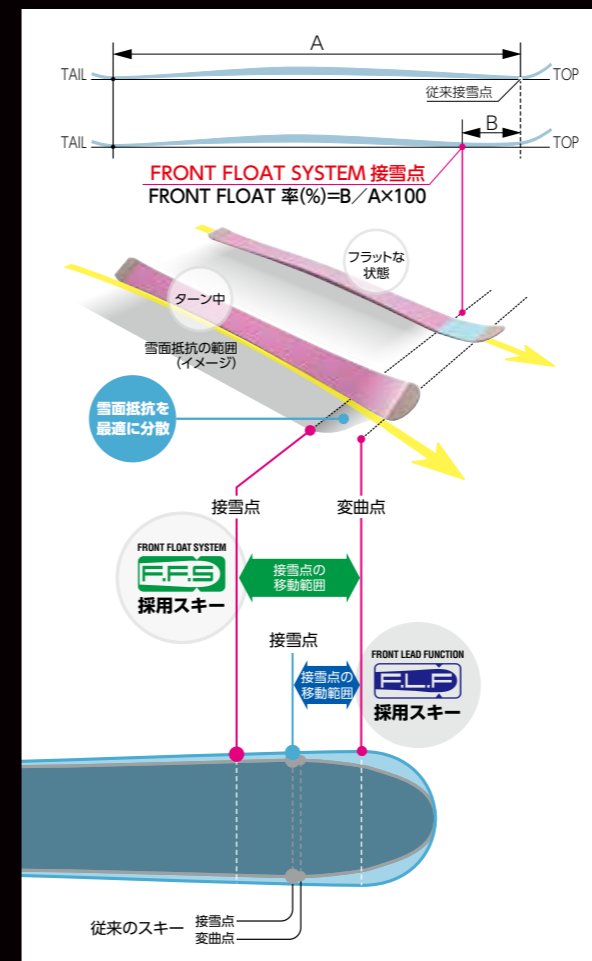 A
TAIL
TOP
従来接雪点
B
TAIL
TOP
FRONT FLOAT SYSTEM 接雪点
FRONT FLOAT 率(%)=B／A×100
フラットな
状態
ターン中
雪面抵抗の範囲
(イメージ)
雪面抵抗を
最適に分散
接雪点
変曲点
FRONT FLOAT SYSTEM
F.F.S
採用スキー
接雪点の
移動範囲
接雪点
FRONT LEAD FUNCTION
F.L.F
採用スキー
接雪点の
移動範囲
従来のスキー
接雪点
変曲点